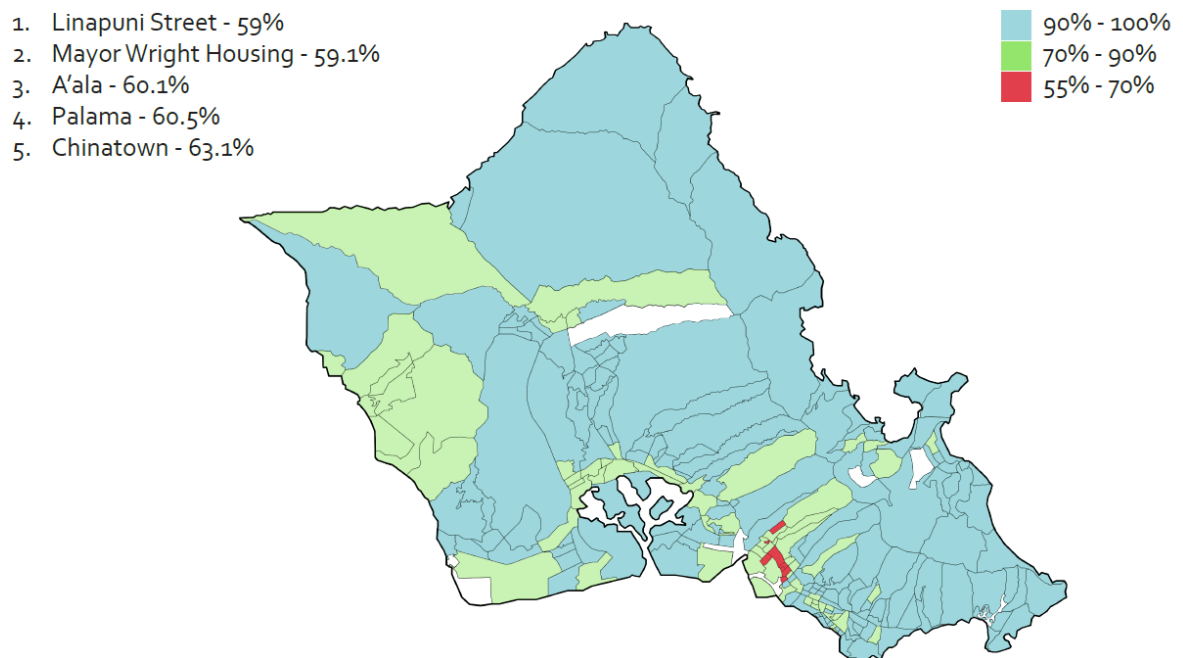 1. Linapuni Street - 59%
2. Mayor Wright Housing - 59.1%
3. A'ala - 60.1%
4. Palama - 60.5%
5. Chinatown - 63.1%
90% - 100%
70% - 90%
55% - 70%